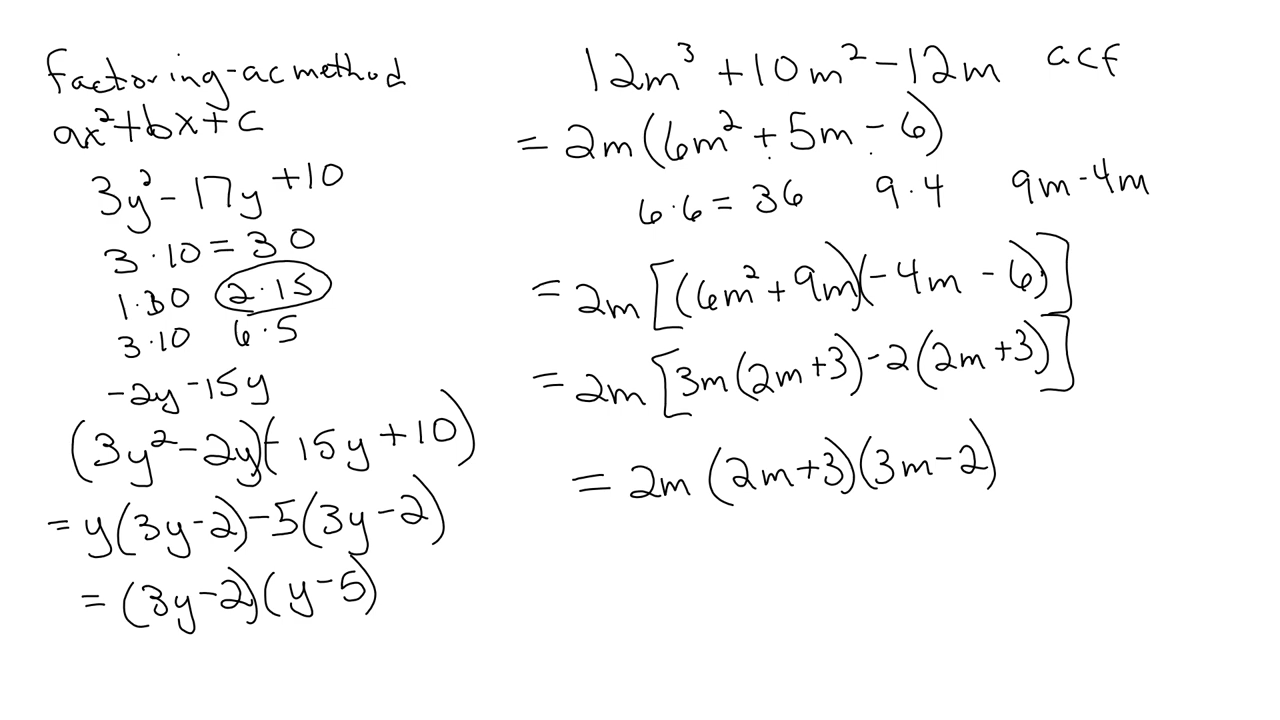 factoring-ac method
ax²+bx+c
3y²-17y+10
3·10=30
1·30 2·15
3·10 6·5
-2y-15y
(3y²-2y)(-15y+10)
=y(3y-2)-5(3y-2)
=(3y-2)(y-5)
12m³+10m²-12m acf
=2m(6m²+5m-6)
6·6=36 9·4 9m-4m
=2m[(6m²+9m)(-4m-6)]
=2m[3m(2m+3)-2(2m+3)]
=2m(2m+3)(3m-2)